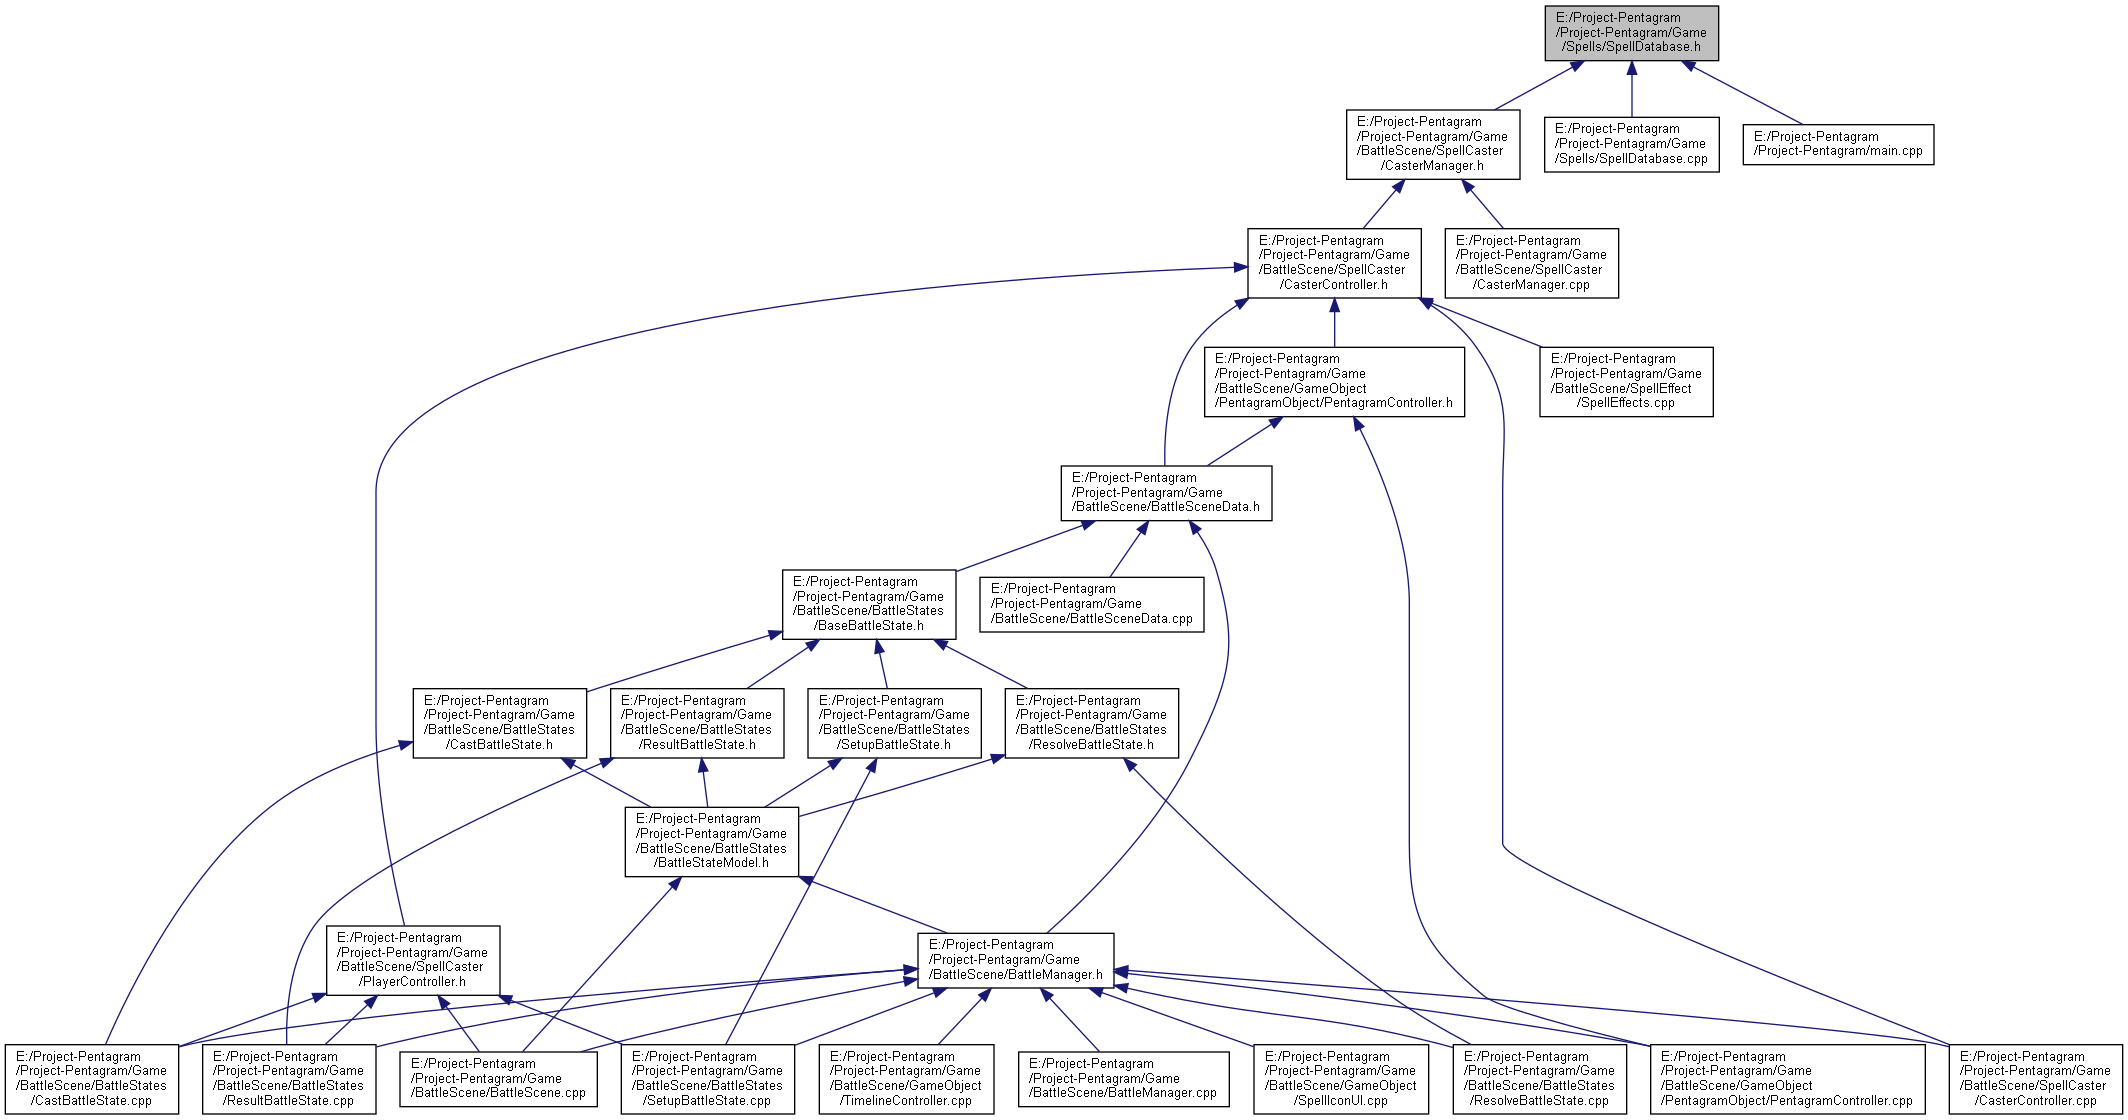 E:/Project-Pentagram
/Project-Pentagram/Game
/Spells/SpellDatabase.h
E:/Project-Pentagram
/Project-Pentagram/Game
/BattleScene/SpellCaster
/CasterManager.h
E:/Project-Pentagram
/Project-Pentagram/Game
/Spells/SpellDatabase.cpp
E:/Project-Pentagram
/Project-Pentagram/main.cpp
E:/Project-Pentagram
/Project-Pentagram/Game
/BattleScene/SpellCaster
/CasterController.h
E:/Project-Pentagram
/Project-Pentagram/Game
/BattleScene/SpellCaster
/CasterManager.cpp
E:/Project-Pentagram
/Project-Pentagram/Game
/BattleScene/GameObject
/PentagramObject/PentagramController.h
E:/Project-Pentagram
/Project-Pentagram/Game
/BattleScene/SpellEffect
/SpellEffects.cpp
E:/Project-Pentagram
/Project-Pentagram/Game
/BattleScene/BattleSceneData.h
E:/Project-Pentagram
/Project-Pentagram/Game
/BattleScene/BattleStates
/BaseBattleState.h
E:/Project-Pentagram
/Project-Pentagram/Game
/BattleScene/BattleSceneData.cpp
E:/Project-Pentagram
/Project-Pentagram/Game
/BattleScene/BattleStates
/CastBattleState.h
E:/Project-Pentagram
/Project-Pentagram/Game
/BattleScene/BattleStates
/ResultBattleState.h
E:/Project-Pentagram
/Project-Pentagram/Game
/BattleScene/BattleStates
/SetupBattleState.h
E:/Project-Pentagram
/Project-Pentagram/Game
/BattleScene/BattleStates
/ResolveBattleState.h
E:/Project-Pentagram
/Project-Pentagram/Game
/BattleScene/BattleStates
/BattleStateModel.h
E:/Project-Pentagram
/Project-Pentagram/Game
/BattleScene/SpellCaster
/PlayerController.h
E:/Project-Pentagram
/Project-Pentagram/Game
/BattleScene/BattleManager.h
E:/Project-Pentagram
/Project-Pentagram/Game
/BattleScene/BattleStates
/CastBattleState.cpp
E:/Project-Pentagram
/Project-Pentagram/Game
/BattleScene/BattleStates
/ResultBattleState.cpp
E:/Project-Pentagram
/Project-Pentagram/Game
/BattleScene/BattleScene.cpp
E:/Project-Pentagram
/Project-Pentagram/Game
/BattleScene/BattleStates
/SetupBattleState.cpp
E:/Project-Pentagram
/Project-Pentagram/Game
/BattleScene/GameObject
/TimelineController.cpp
E:/Project-Pentagram
/Project-Pentagram/Game
/BattleScene/BattleManager.cpp
E:/Project-Pentagram
/Project-Pentagram/Game
/BattleScene/GameObject
/SpellIconUI.cpp
E:/Project-Pentagram
/Project-Pentagram/Game
/BattleScene/BattleStates
/ResolveBattleState.cpp
E:/Project-Pentagram
/Project-Pentagram/Game
/BattleScene/GameObject
/PentagramObject/PentagramController.cpp
E:/Project-Pentagram
/Project-Pentagram/Game
/BattleScene/SpellCaster
/CasterController.cpp